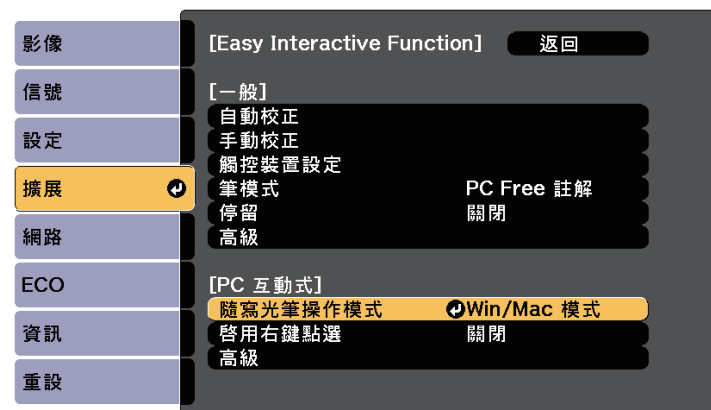 影像
信號
設定
擴展
網路
ECO
資訊
重設
[Easy Interactive Function] 返回
[一般]
自動校正
手動校正
觸控裝置設定
筆模式 PC Free 註解
停留 關閉
高級
[PC 互動式]
隨寫光筆操作模式 Win/Mac 模式
啓用右鍵點選 關閉
高級